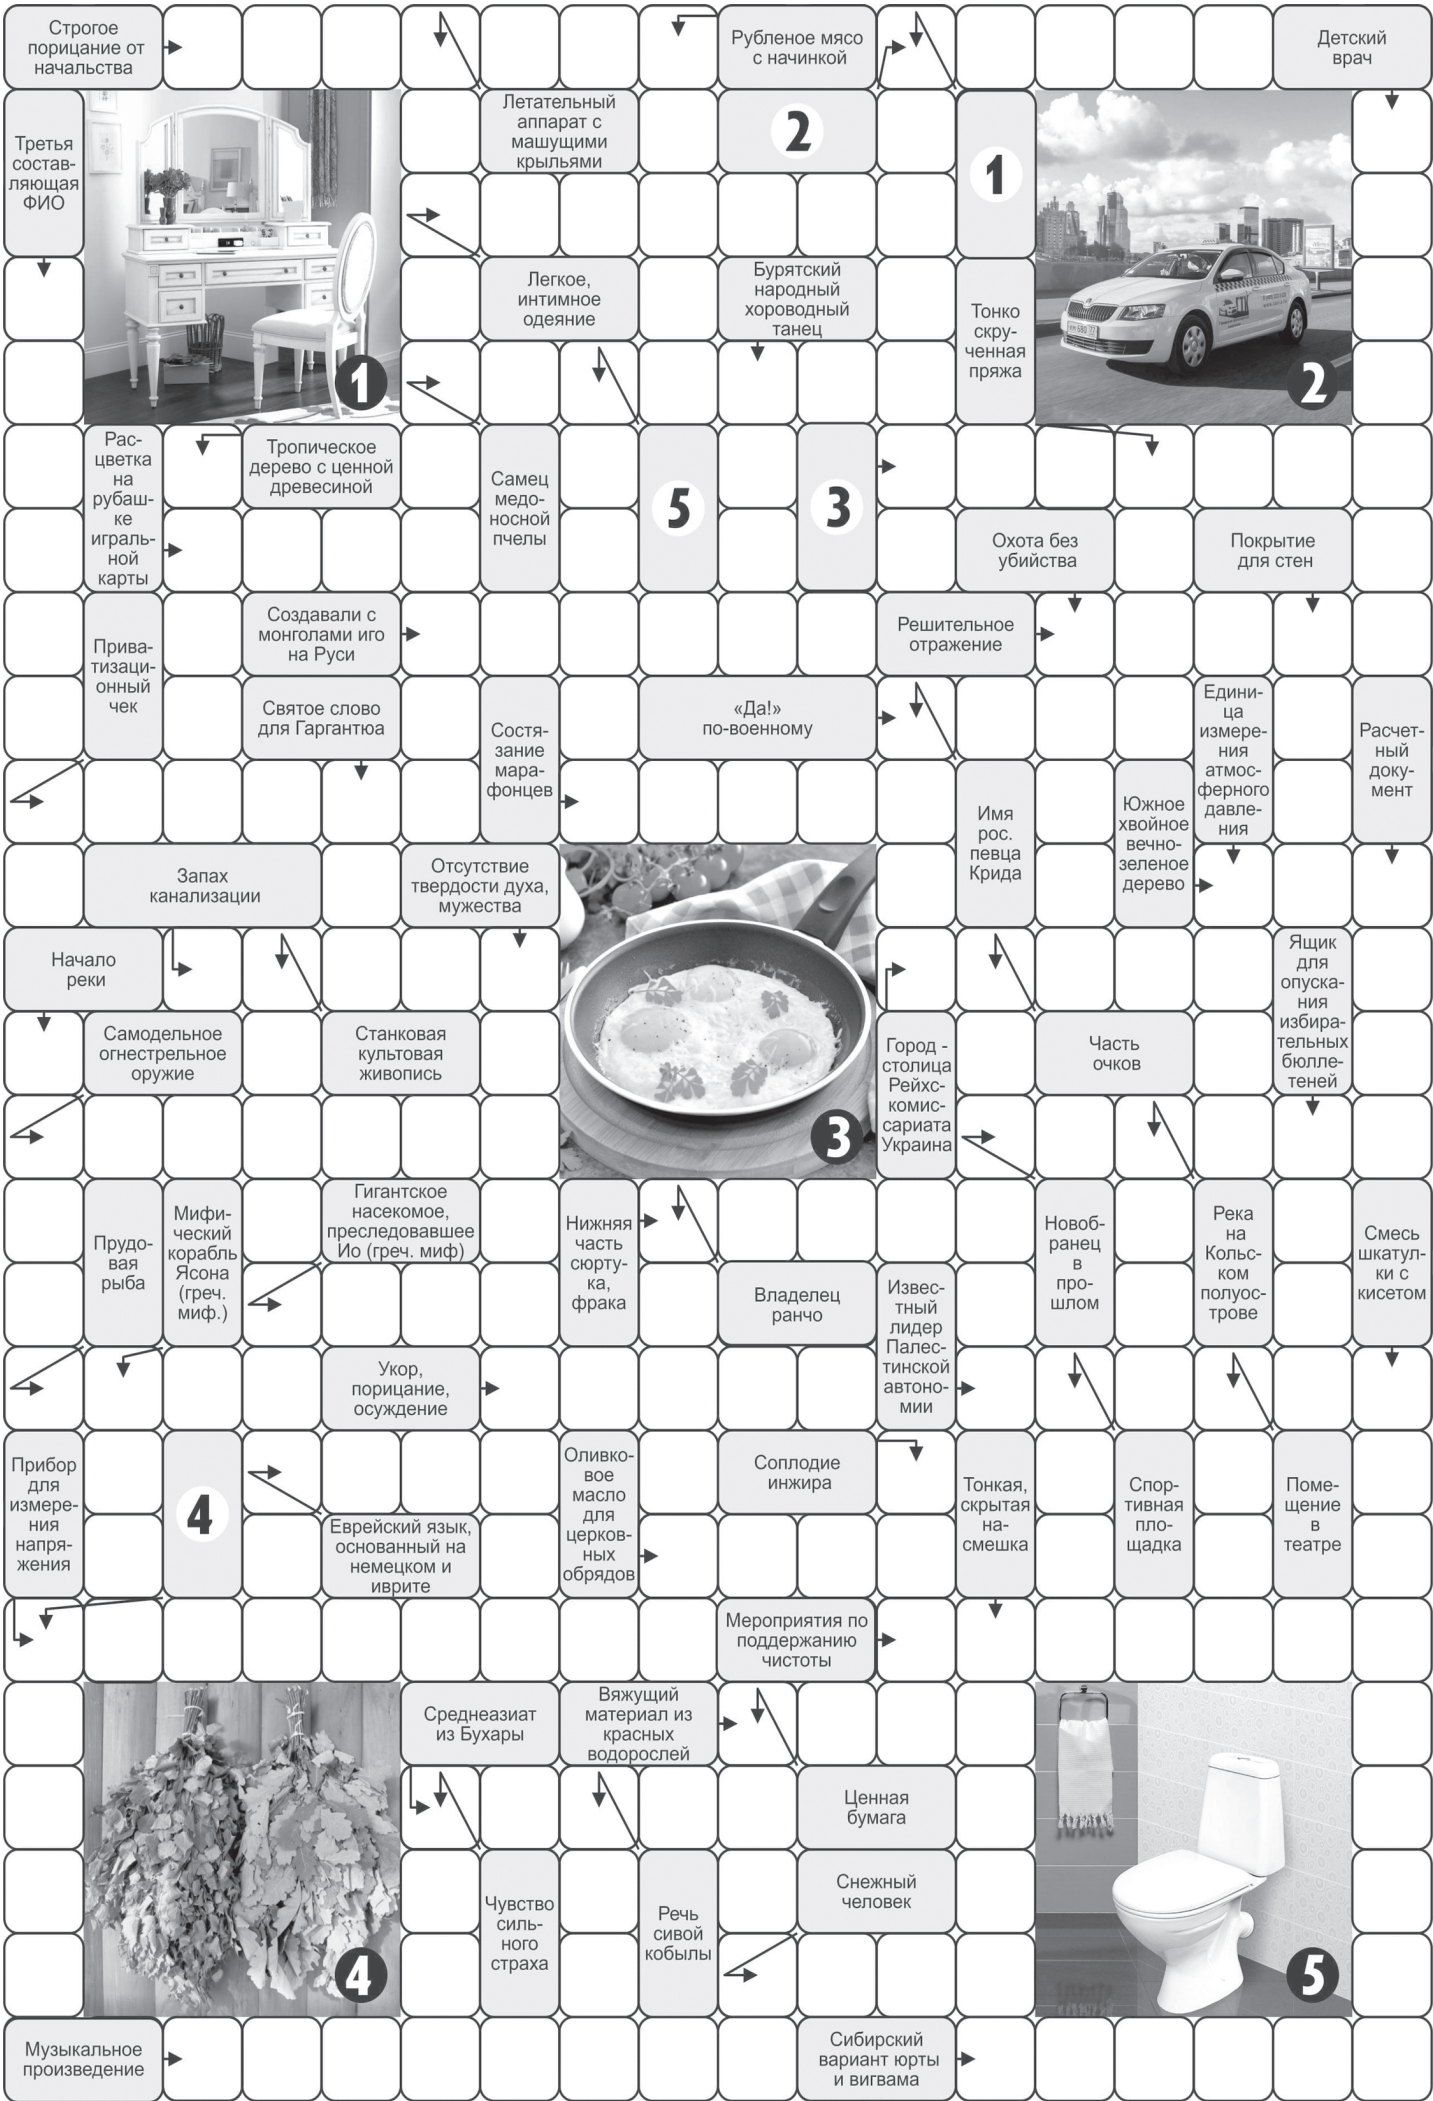 Строгое
порицание от
начальства
Рубленое мясо
с начинкой
Детский
врач
Третья
состав-
ляющая
ФИО
Летательный
аппарат с
машущими
крыльями
2
1
Легкое,
интимное
одеяние
Бурятский
народный
хороводный
танец
Тонко
скру-
ченная
пряжа
1
2
Рас-
цветка
на
рубаш-
ке
играль-
ной
карты
Тропическое
дерево с ценной
древесиной
Самец
медо-
носной
пчелы
5
3
Охота без
убийства
Покрытие
для стен
Прива-
тизаци-
онный
чек
Создавали с
монголами иго
на Руси
Решительное
отражение
Святое слово
для Гаргантюа
Состя-
зание
мара-
фонцев
«Да!»
по-военному
Едини-
ца
измере-
ния
атмос-
ферного
давле-
ния
Расчет-
ный
доку-
мент
Имя
рос.
певца
Крида
Южное
хвойное
вечно-
зеленое
дерево
Запах
канализации
Отсутствие
твердости духа,
мужества
Начало
реки
Ящик
для
опуска-
ния
избира-
тельных
бюлле-
теней
Самодельное
огнестрельное
оружие
Станковая
культовая
живопись
Город -
столица
Рейхс-
комис-
сариата
Украина
Часть
очков
3
Прудо-
вая
рыба
Мифи-
ческий
корабль
Ясона
(греч.
миф.)
Гигантское
насекомое,
преследовавшее
Ио (греч. миф)
Нижняя
часть
сюрту-
ка,
фрака
Новоб-
ранец
в
про-
шлом
Река
на
Кольс-
ком
полуос-
трове
Смесь
шкатул-
ки с
кисетом
Владелец
ранчо
Извес-
тный
лидер
Палес-
тинской
автоно-
мии
Укор,
порицание,
осуждение
Прибор
для
измере-
ния
напря-
жения
4
Оливко-
вое
масло
для
церков-
ных
обрядов
Соплодие
инжира
Тонкая,
скрытая
на-
смешка
Спор-
тивная
пло-
щадка
Поме-
щение
в
театре
Еврейский язык,
основанный на
немецком и
иврите
Мероприятия по
поддержанию
чистоты
Среднеазиат
из Бухары
Вяжущий
материал из
красных
водорослей
Ценная
бумага
Чувство
силь-
ного
страха
Речь
сивой
кобылы
Снежный
человек
4
5
Музыкальное
произведение
Сибирский
вариант юрты
и вигвама